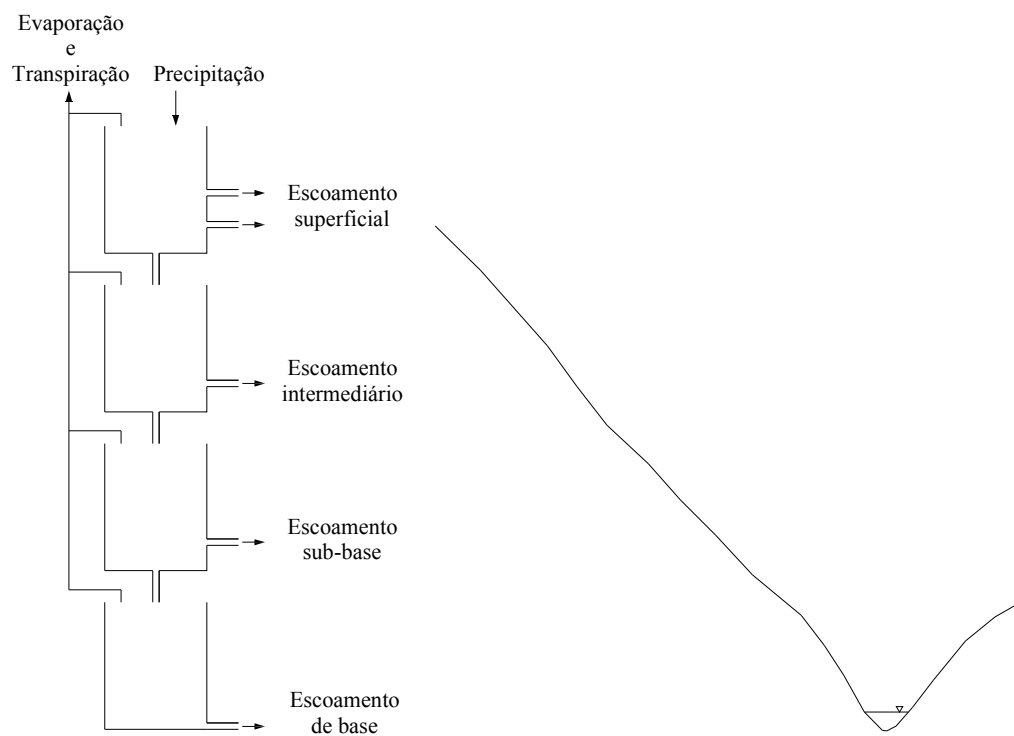 Evaporação
e
Transpiração
Precipitação
Escoamento
superficial
Escoamento
intermediário
Escoamento
sub-base
Escoamento
de base